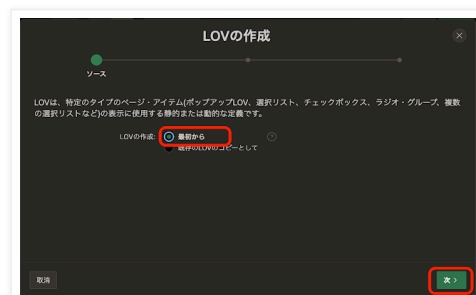 LOVの作成
ソース
LOVは、特定のタイプのページ・アイテム(ポップアップLOV、選択リスト、チェックボックス、ラジオ・グループ、複数
の選択リストなど)の表示に使用する静的または動的な定義です。
LOVの作成: 最初から
既存のLOVのコピーとして
取消
次 >